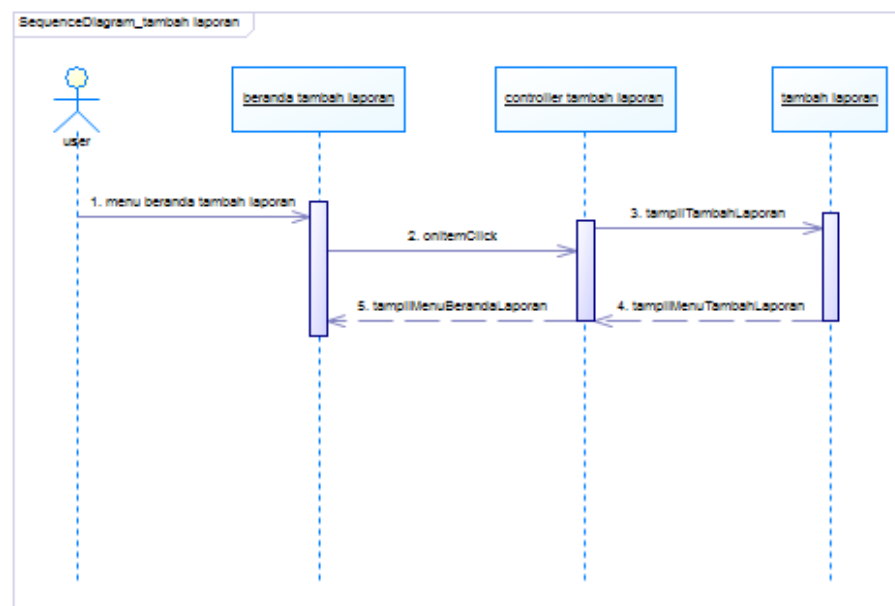 SequenceDiagram_tambah laporan
user
beranda tambah laporan
controller tambah laporan
tambah laporan
1. menu beranda tambah laporan
2. onItemClick
3. tampilTambahLaporan
4. tampilMenuTambahLaporan
5. tampilMenuBerandaLaporan